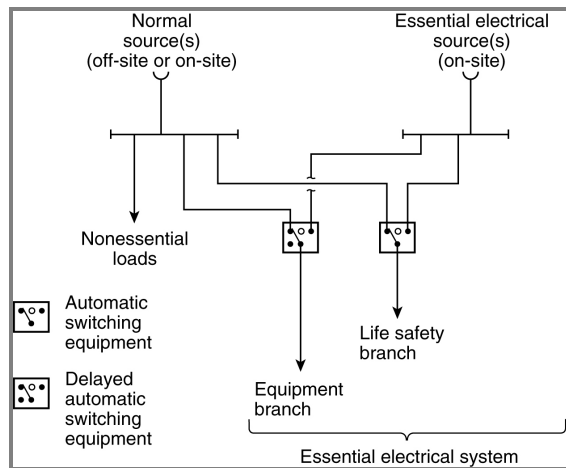 Normal
source(s)
(off-site or on-site)
Essential electrical
source(s)
(on-site)
Nonessential
loads
Automatic
switching
equipment
Life safety
branch
Delayed
automatic
switching
equipment
Equipment
branch
Essential electrical system